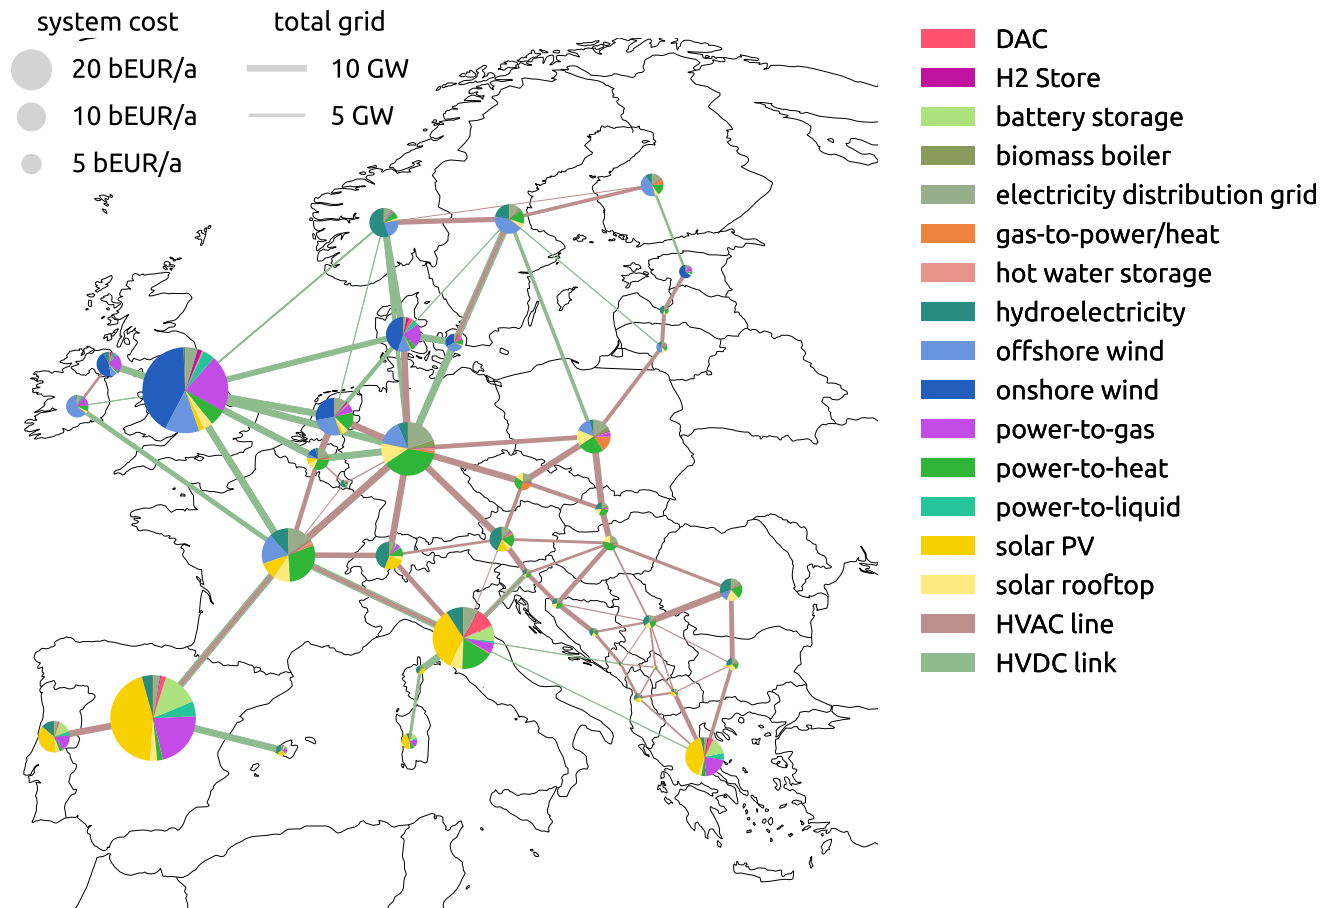 system cost
total grid
20 bEUR/a
10 GW
10 bEUR/a
5 GW
5 bEUR/a
DAC
H2 Store
battery storage
biomass boiler
electricity distribution grid
gas-to-power/heat
hot water storage
hydroelectricity
offshore wind
onshore wind
power-to-gas
power-to-heat
power-to-liquid
solar PV
solar rooftop
HVAC line
HVDC link